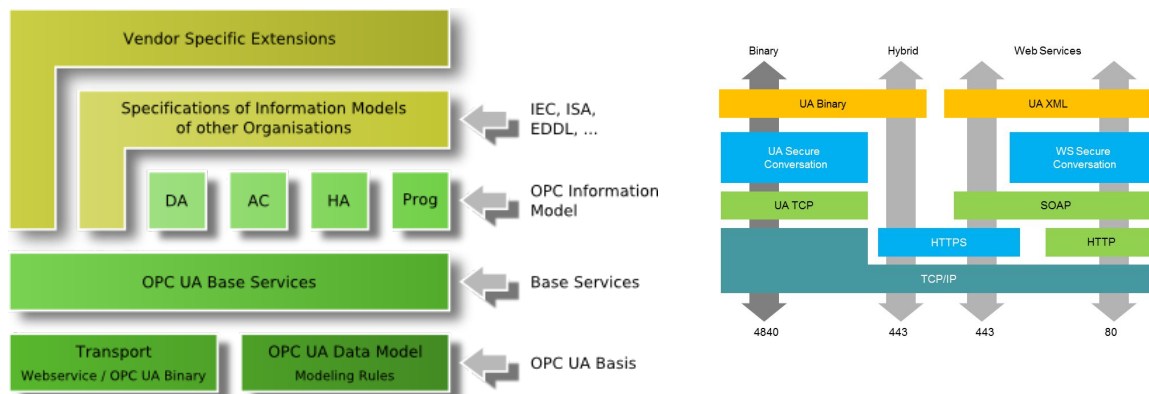 Vendor Specific Extensions
Specifications of Information Models
of other Organisations
IEC, ISA,
EDDL, ...
DA
AC
HA
Prog
OPC Information
Model
OPC UA Base Services
Base Services
Transport
Webservice / OPC UA Binary
OPC UA Data Model
Modeling Rules
OPC UA Basis
Binary
Hybrid
Web Services
UA Binary
UA XML
UA Secure
Conversation
WS Secure
Conversation
UA TCP
SOAP
HTTPS
HTTP
TCP/IP
4840
443
443
80